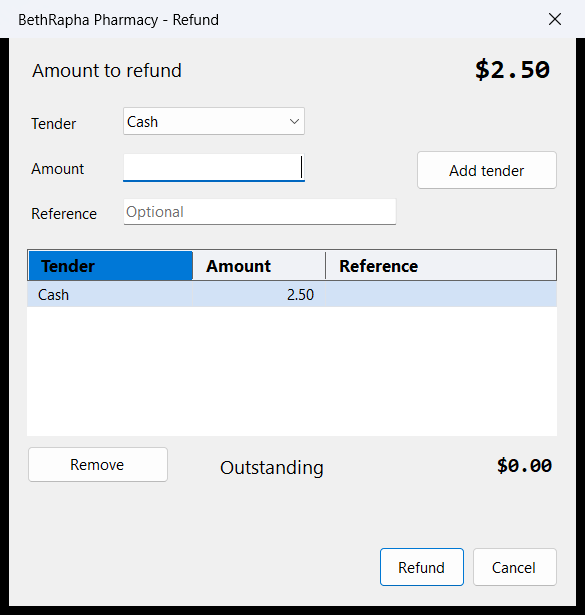 BethRapha Pharmacy - Refund
Amount to refund $2.50
Tender Cash
Amount Add tender
Reference Optional
Tender Amount Reference
Cash 2.50
Remove Outstanding $0.00
Refund Cancel